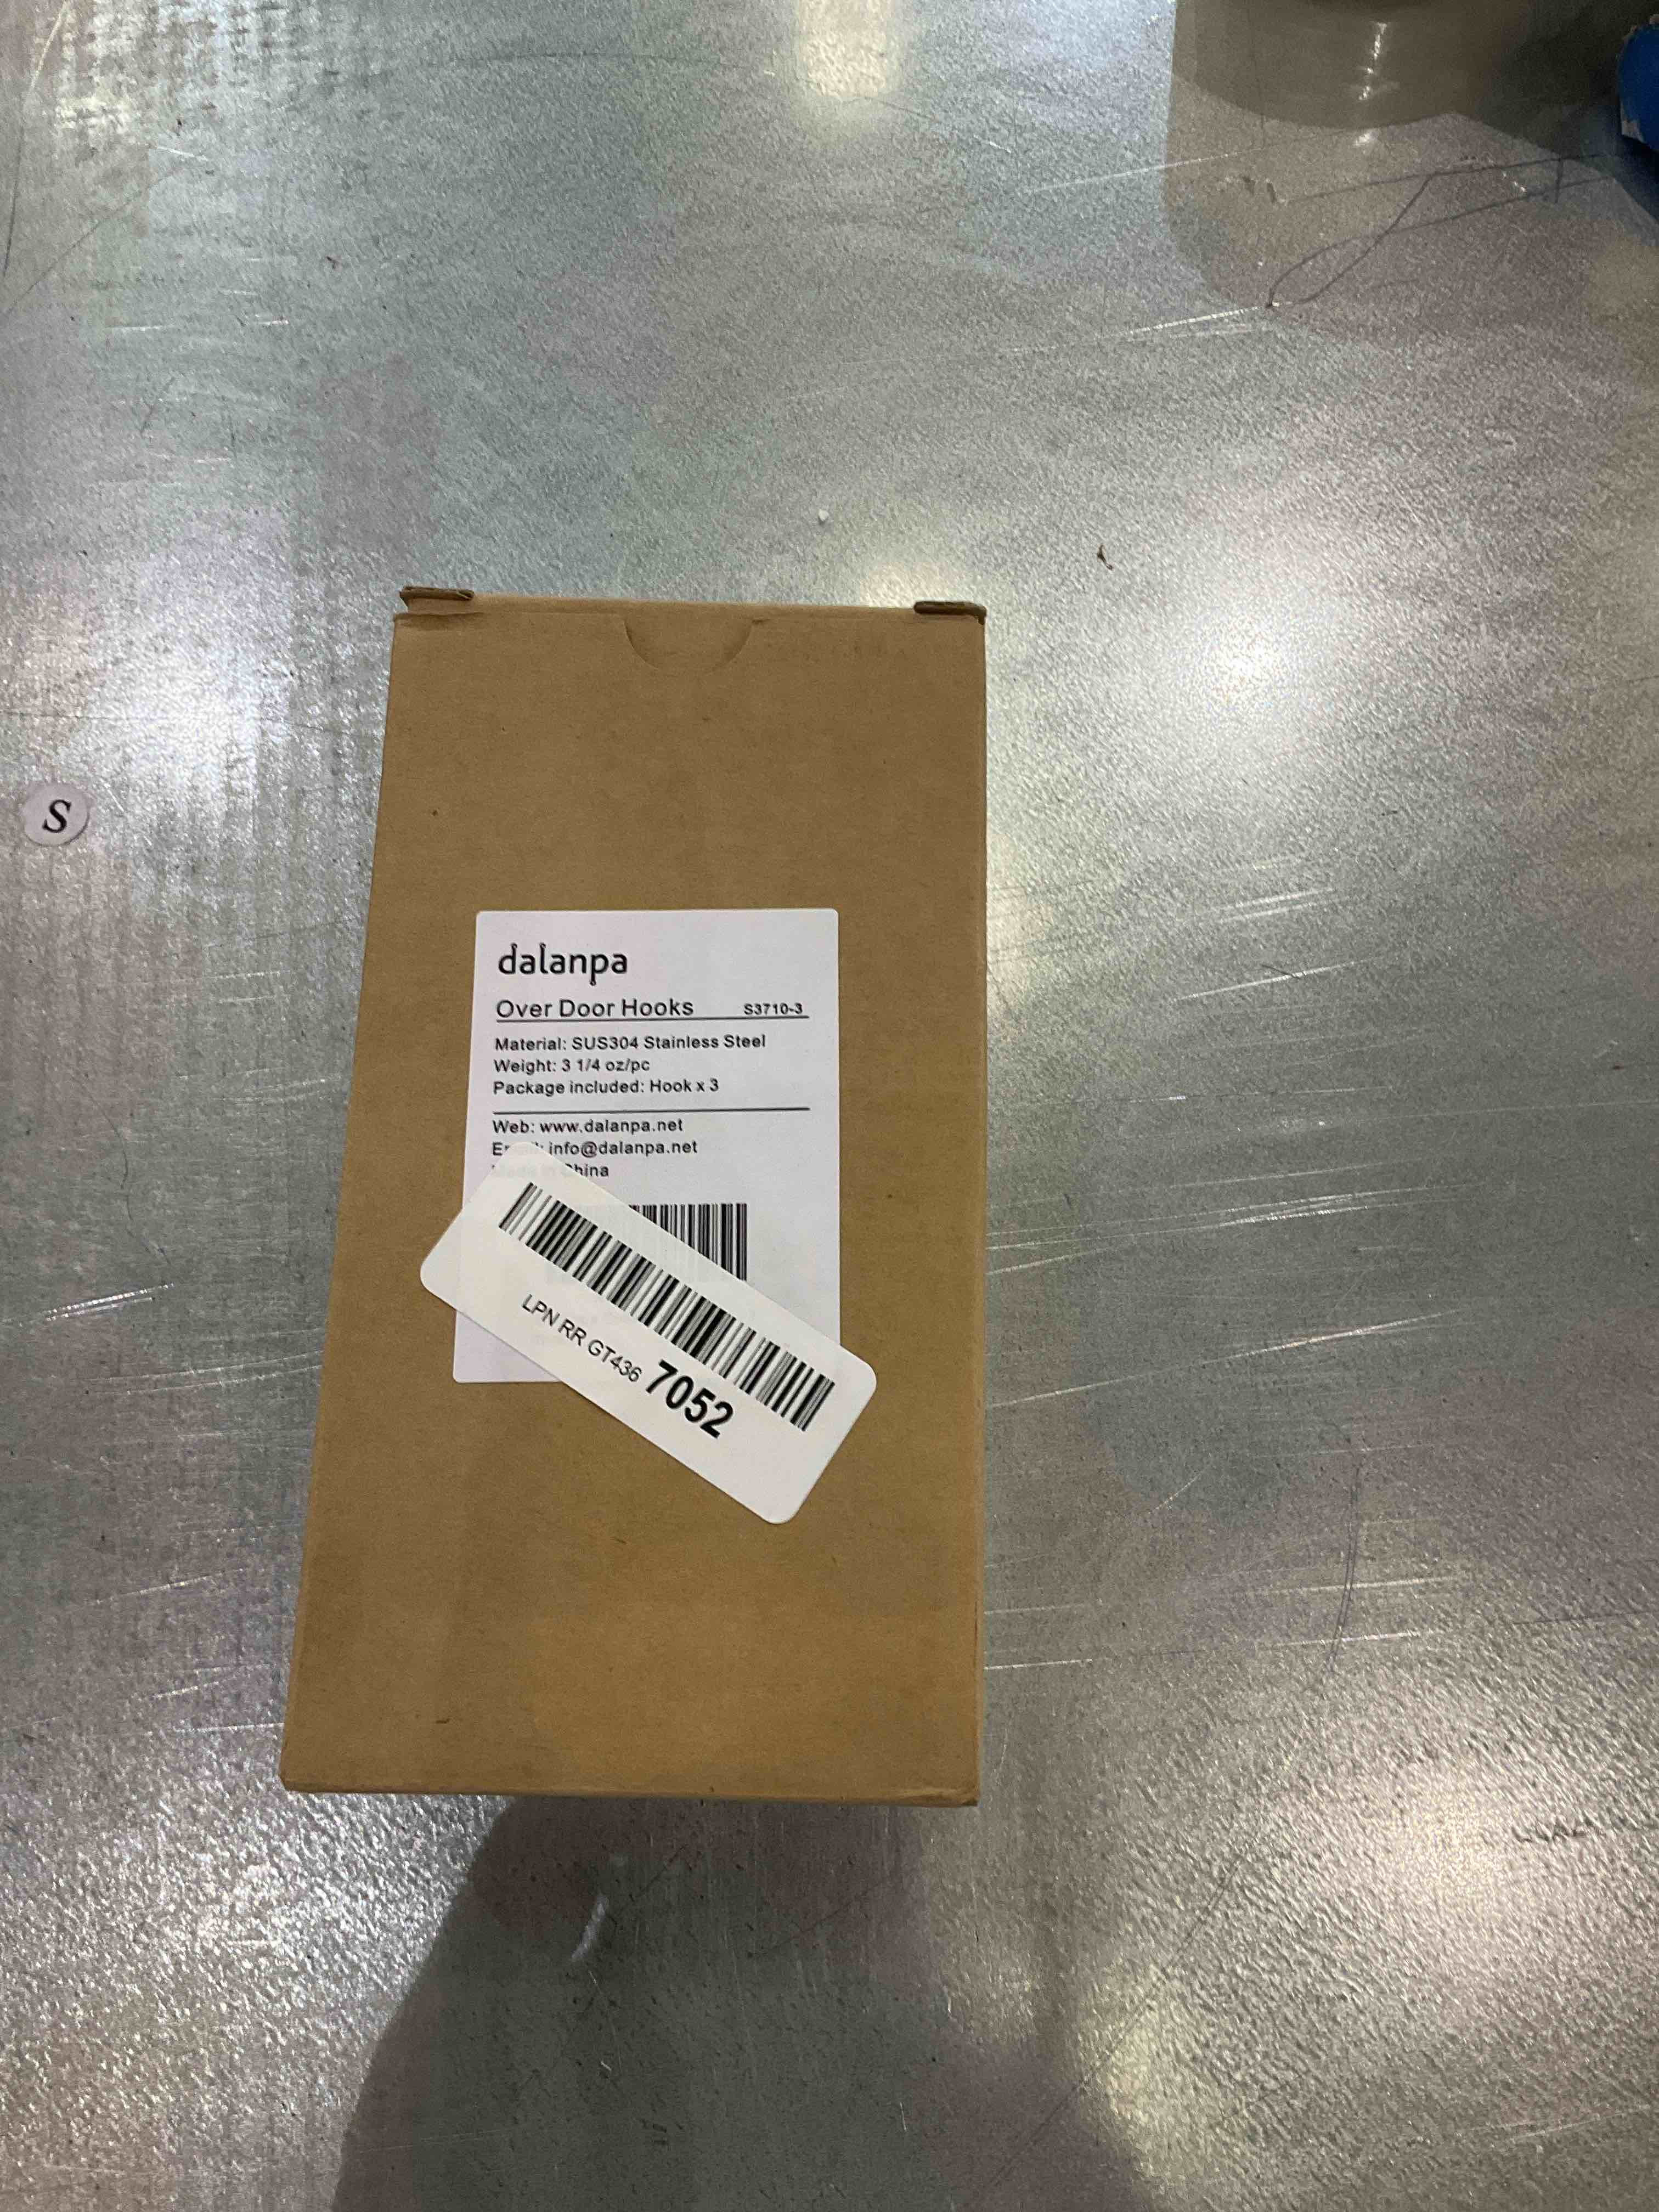 S
dalanpa
Over Door Hooks S3710-3
Material: SUS304 Stainless Steel
Weight: 3 1/4 oz/pc
Package included: Hook x 3
Web: www.dalanpa.net
info@dalanpa.net
China
LPN RR GT436 7052